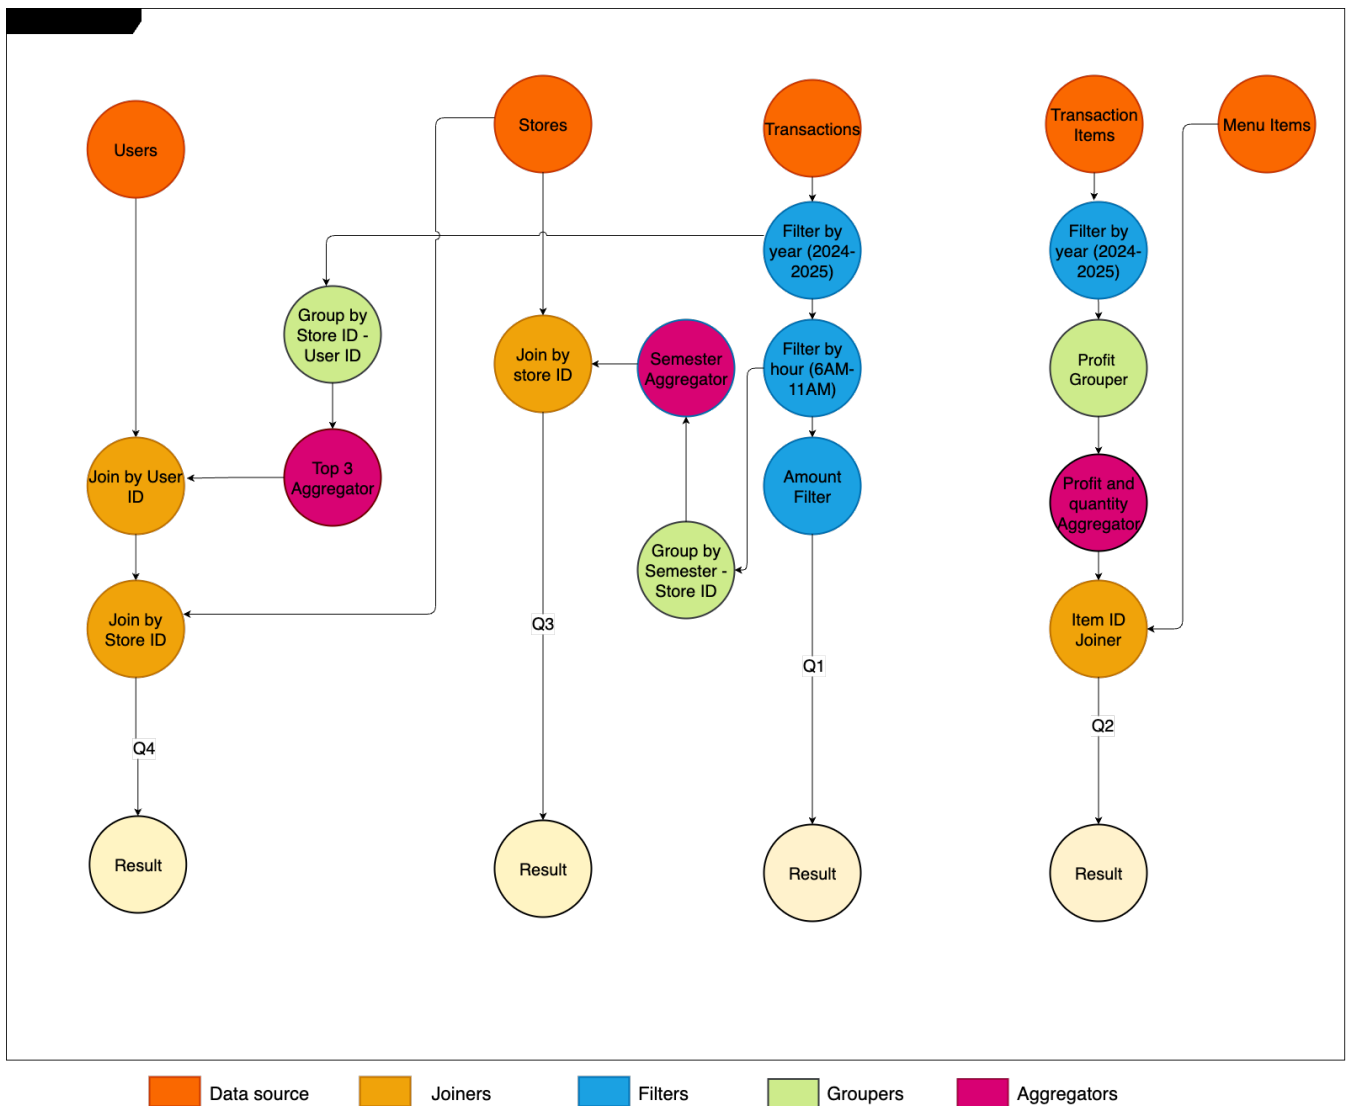 Users
Stores
Transactions
Transaction
Items
Menu Items
Filter by
year (2024-
2025)
Filter by
year (2024-
2025)
Group by
Store ID -
User ID
Join by
store ID
Semester
Aggregator
Filter by
hour (6AM-
11AM)
Profit
Grouper
Join by User
ID
Top 3
Aggregator
Amount
Filter
Profit and
quantity
Aggregator
Group by
Semester -
Store ID
Join by
Store ID
Item ID
Joiner
Q3
Q1
Q2
Q4
Result
Result
Result
Result
Data source
Joiners
Filters
Groupers
Aggregators